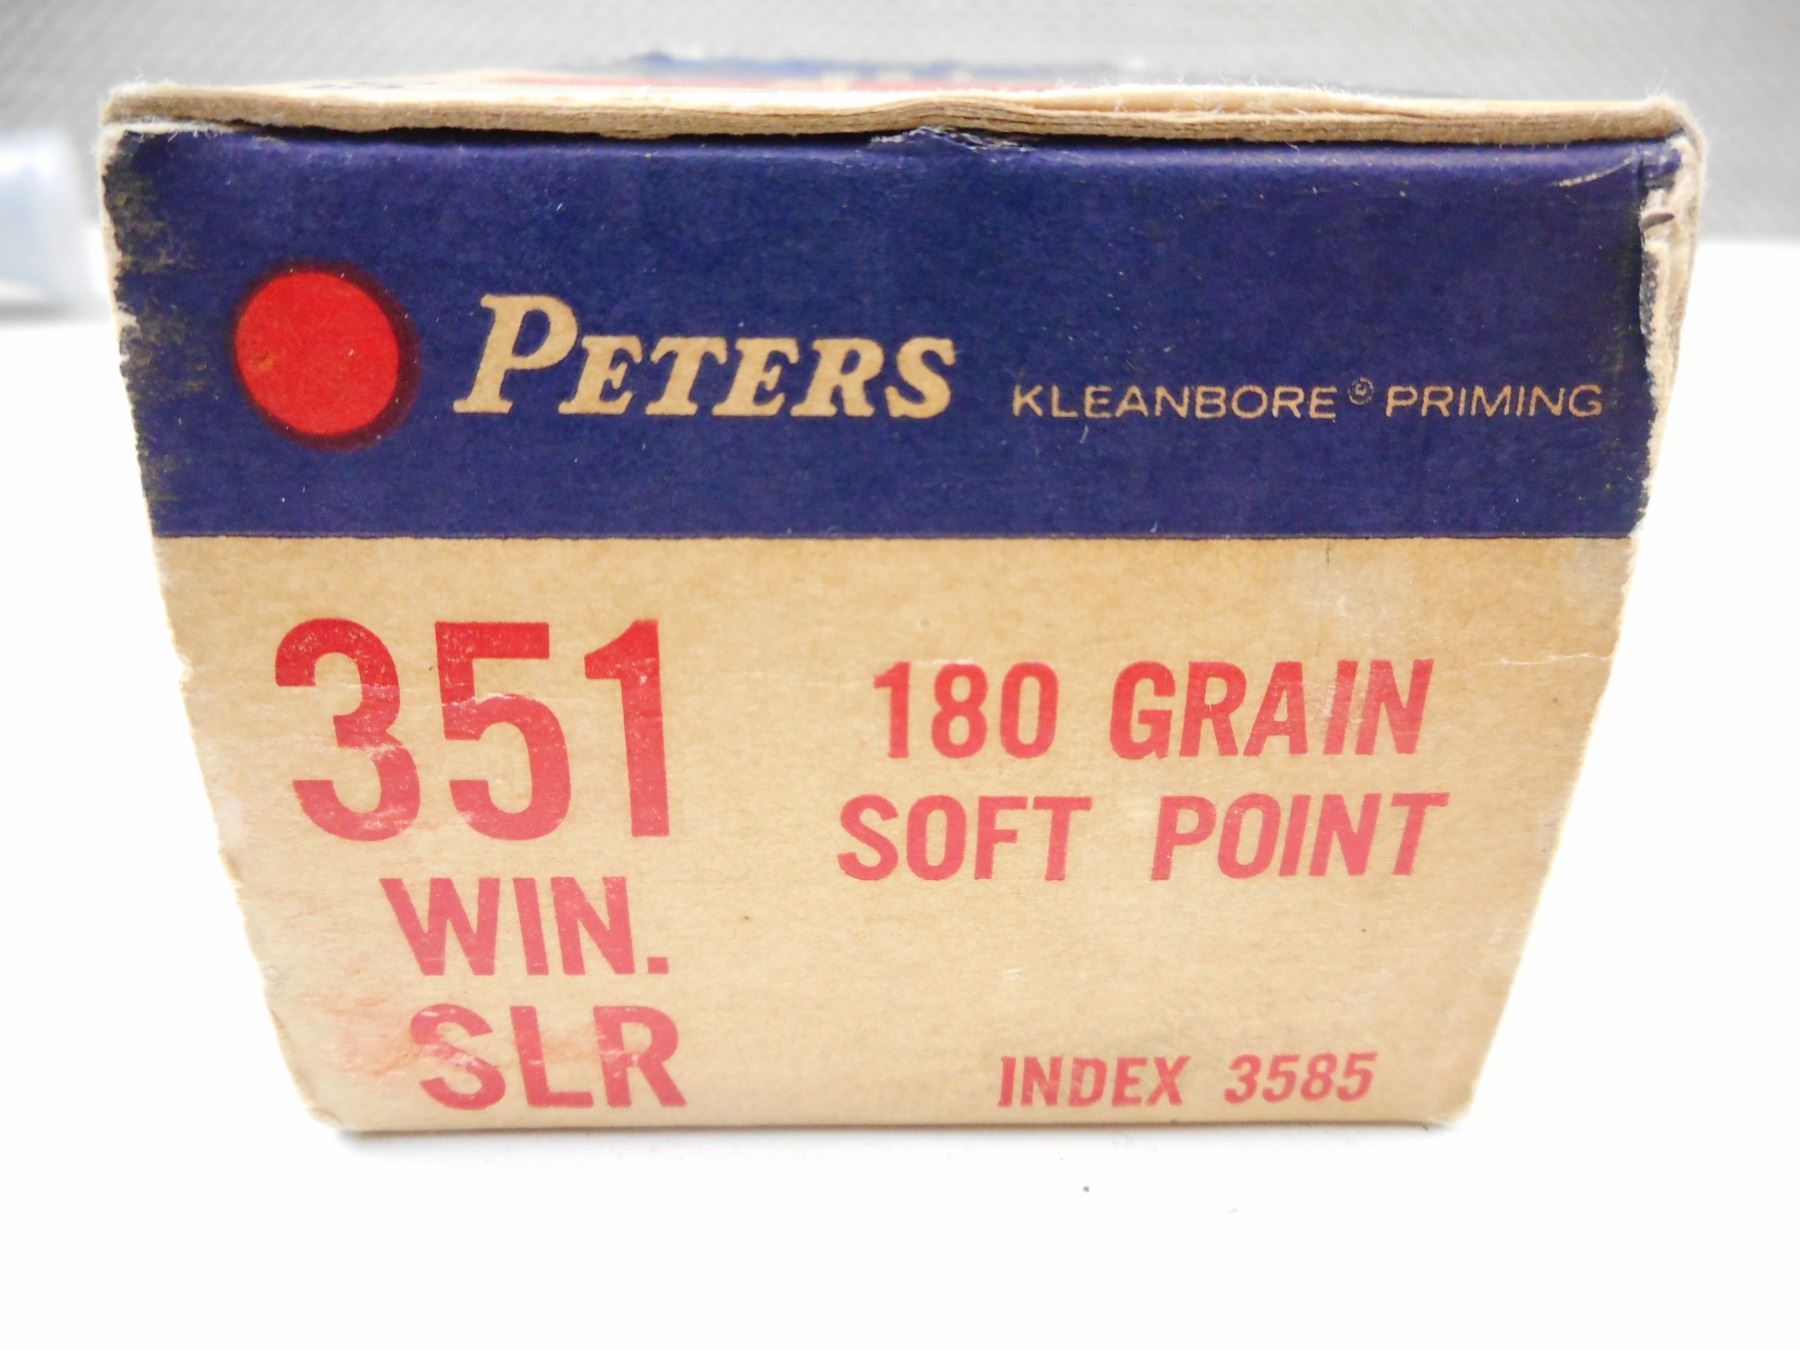 PETERS KLEANBORE® PRIMING
351
WIN.
SLR
180 GRAIN
SOFT POINT
INDEX 3585